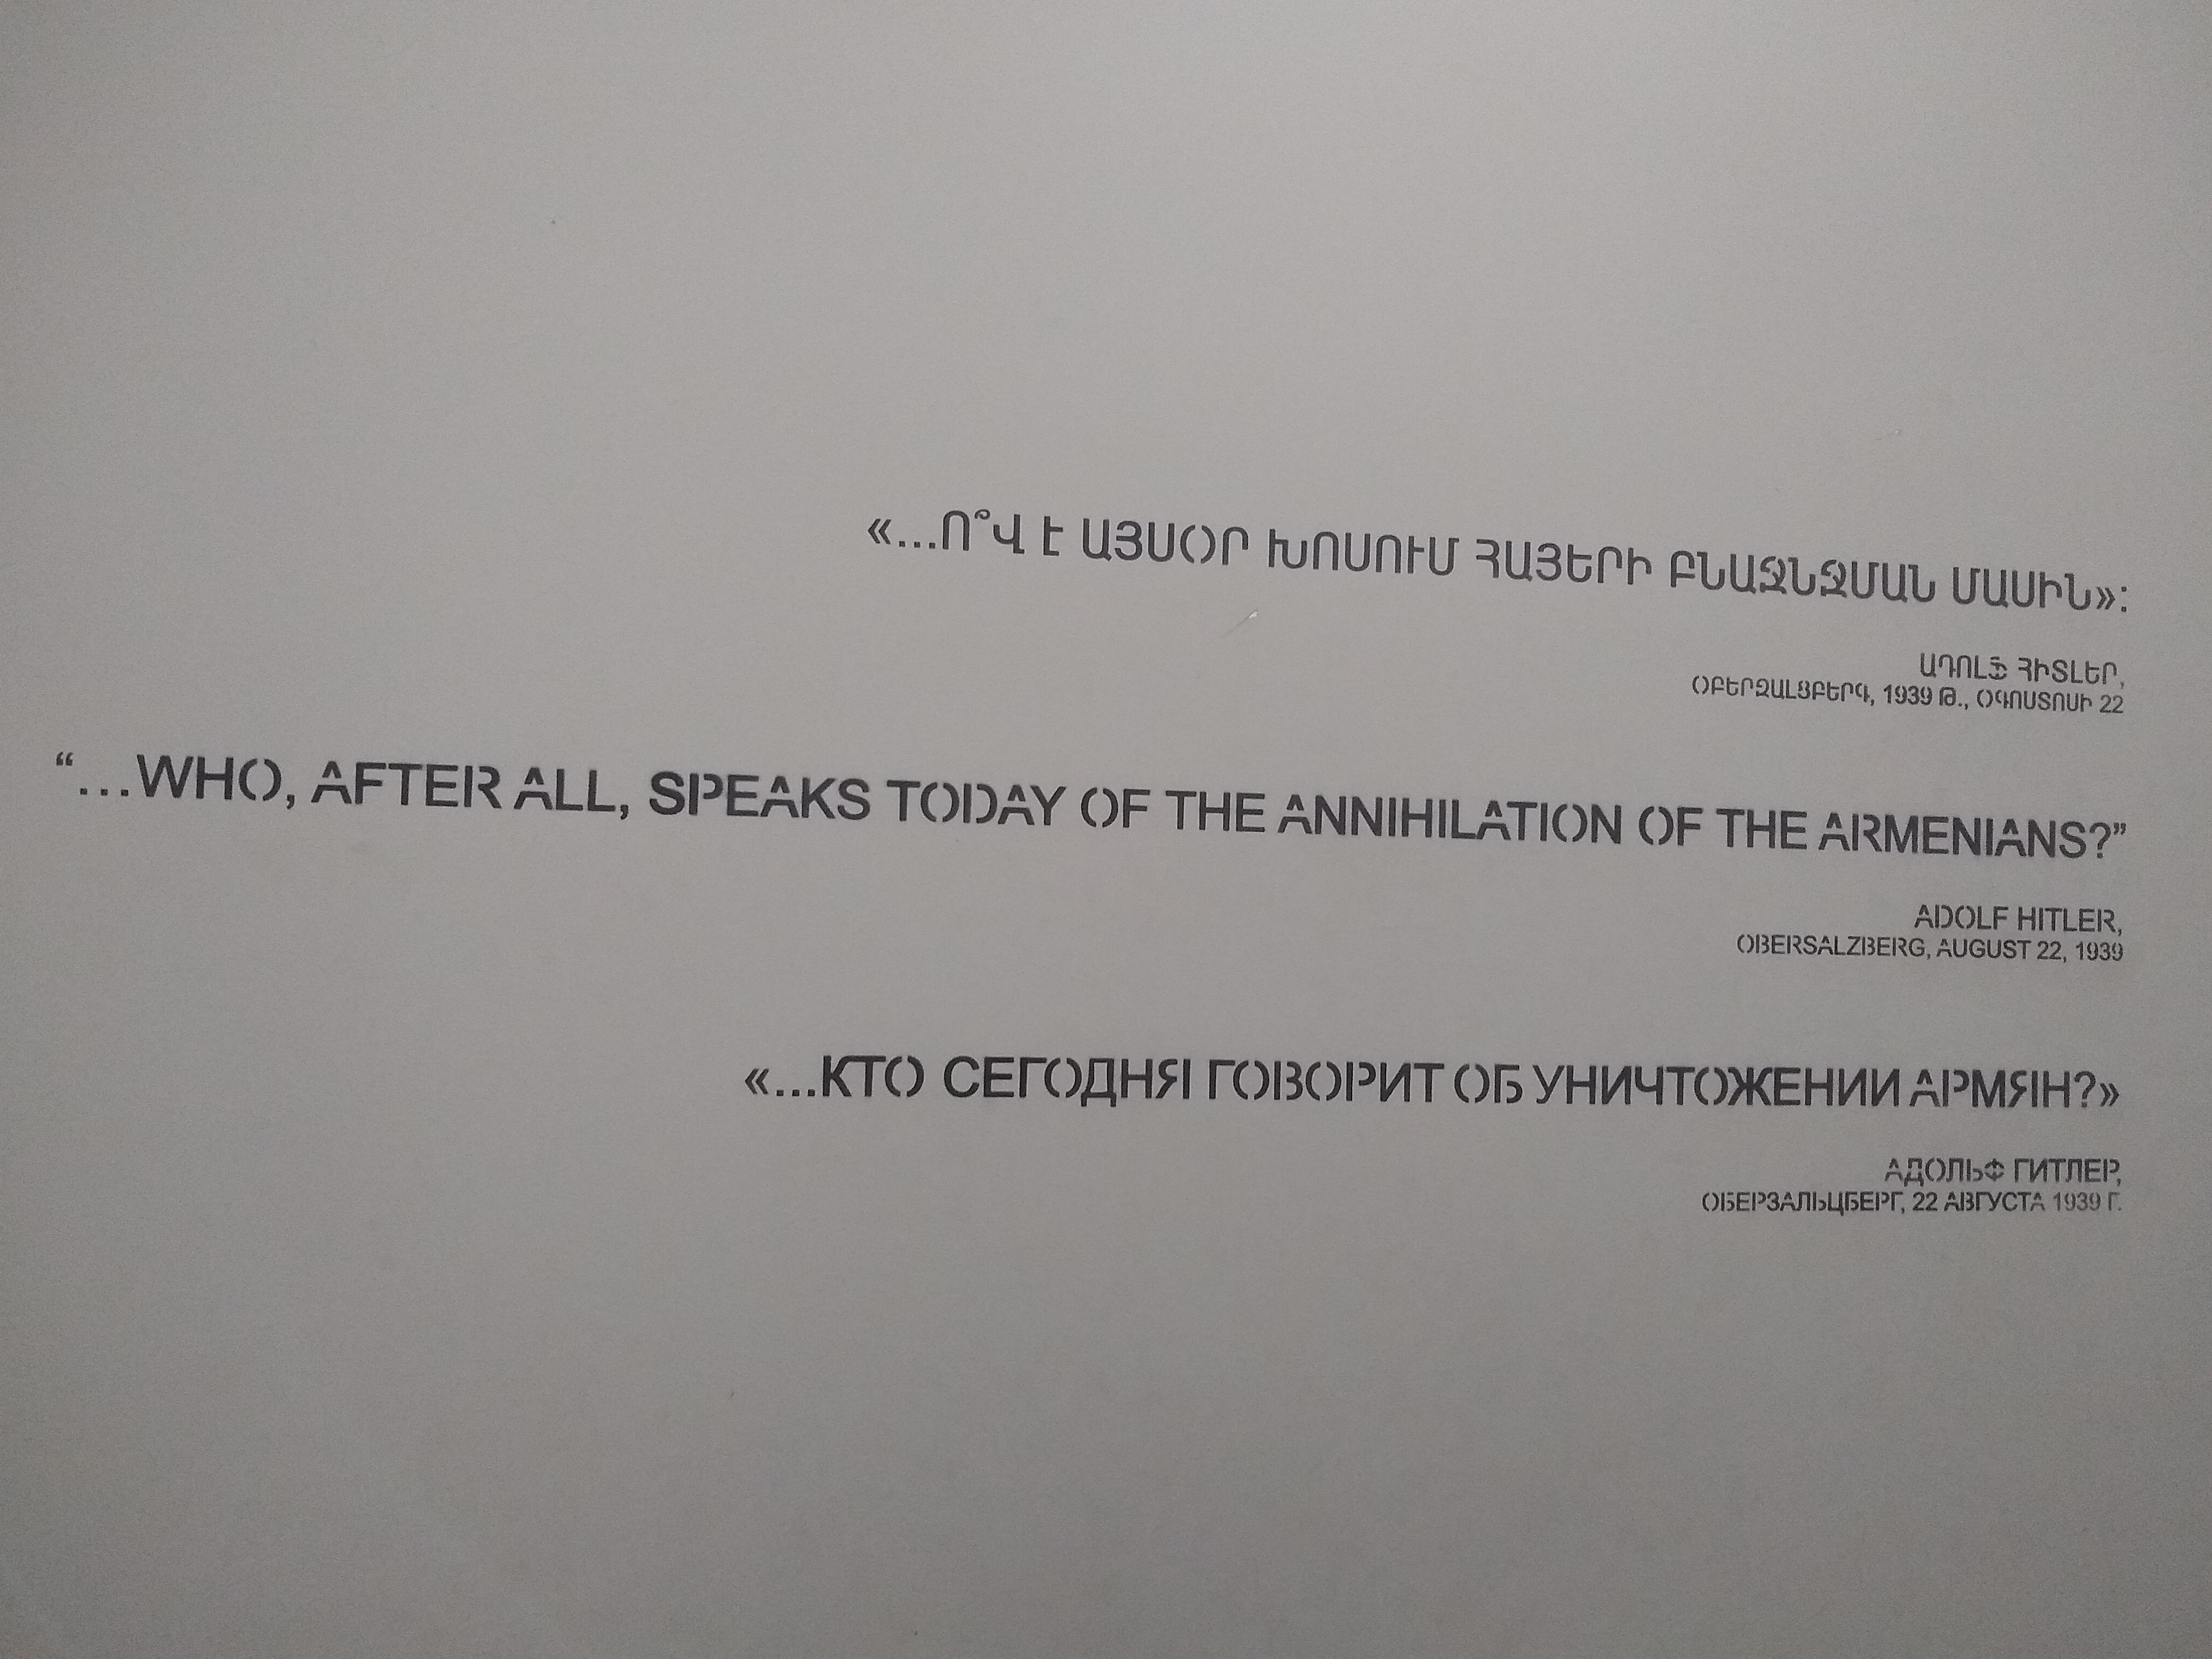 «...Ո՞Վ Է ԱՅՍՕՐ ԽՈՍՈՒՄ ՀԱՅԵՐԻ ԲՆԱՋՆՋՄԱՆ ՄԱՍԻՆ»:
ԱԴՈԼՖ ՀԻՏԼԵՐ,
ՕԲԵՐԶԱԼՑԲԵՐԳ, 1939 Թ., ՕԳՈՍՏՈՍԻ 22
“...WHO, AFTER ALL, SPEAKS TODAY OF THE ANNIHILATION OF THE ARMENIANS?”
ADOLF HITLER,
OBERSALZBERG, AUGUST 22, 1939
«...КТО СЕГОДНЯ ГОВОРИТ ОБ УНИЧТОЖЕНИИ АРМЯН?»
АДОЛЬФ ГИТЛЕР,
ОБЕРЗАЛЬЦБЕРГ, 22 АВГУСТА 1939 Г.